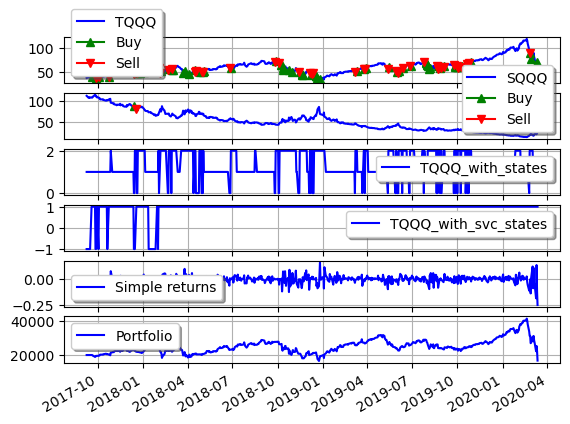 TQQQ
Buy
Sell
100
50
SQQQ
Buy
Sell
100
50
2
0
TQQQ_with_states
1
0
−1
TQQQ_with_svc_states
0.00
−0.25
Simple returns
40000
20000
Portfolio
2017-10
2018-01
2018-04
2018-07
2018-10
2019-01
2019-04
2019-07
2019-10
2020-01
2020-04